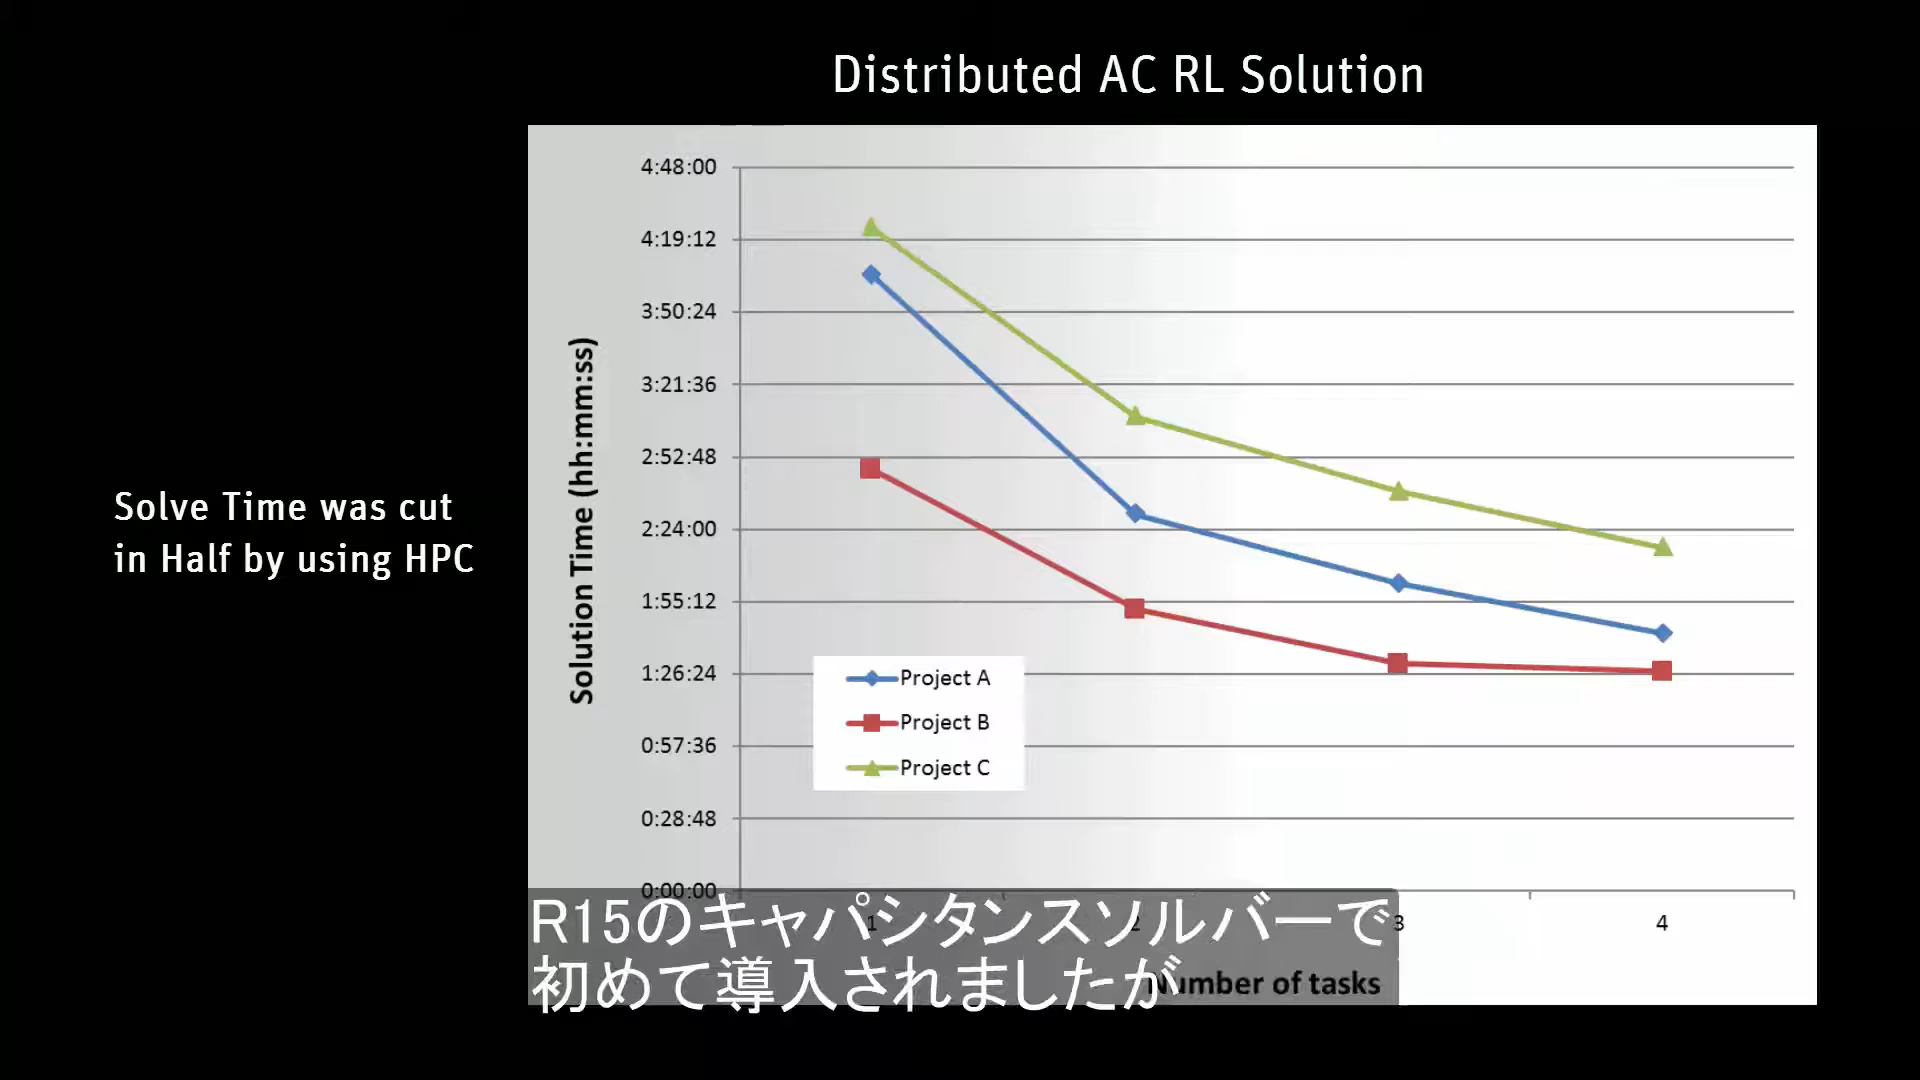 Distributed AC RL Solution
Solve Time was cut
in Half by using HPC
Solution Time (hh:mm:ss)
4:48:00
4:19:12
3:50:24
3:21:36
2:52:48
2:24:00
1:55:12
1:26:24
0:57:36
0:28:48
0:00:00
Project A
Project B
Project C
1 2 3 4
Number of tasks
R15のキャパシタンスソルバーで
初めて導入されましたが